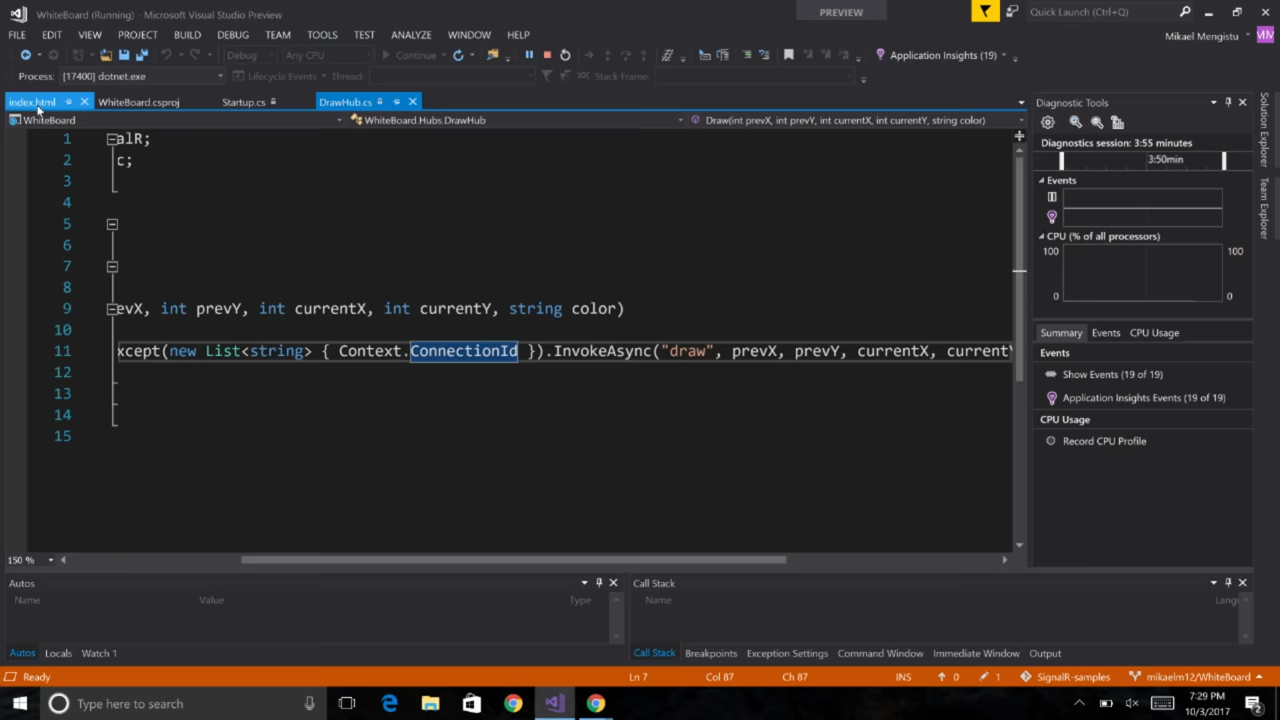 WhiteBoard (Running) - Microsoft Visual Studio Preview
PREVIEW
Quick Launch (Ctrl+Q)
FILE EDIT VIEW PROJECT BUILD DEBUG TEAM TOOLS TEST ANALYZE WINDOW HELP
Mikael Mengistu
MM
Debug Any CPU Continue Application Insights (19)
Process: [17400] dotnet.exe Lifecycle Events Thread: Stack Frame:
index.html WhiteBoard.csproj Startup.cs DrawHub.cs
WhiteBoard WhiteBoard.Hubs.DrawHub Draw(int prevX, int prevY, int currentX, int currentY, string color)
1 alR;
2 c;
3
4
5
6
7
8
9 evX, int prevY, int currentX, int currentY, string color)
10
11 xcept(new List<string> { Context.ConnectionId }).InvokeAsync("draw", prevX, prevY, currentX, currentY
12
13
14
15
150 %
Diagnostic Tools
Diagnostics session: 3:55 minutes
3:50min
Events
CPU (% of all processors)
100 100
0 0
Summary Events CPU Usage
Events
Show Events (19 of 19)
Application Insights Events (19 of 19)
CPU Usage
Record CPU Profile
Solution Explorer
Team Explorer
Autos
Name Value Type
Autos Locals Watch 1
Call Stack
Name
Call Stack Breakpoints Exception Settings Command Window Immediate Window Output
Ready Ln 7 Col 87 Ch 87 INS 0 1 SignalR-samples mikaelm12/WhiteBoard
Type here to search
7:29 PM
10/3/2017
2